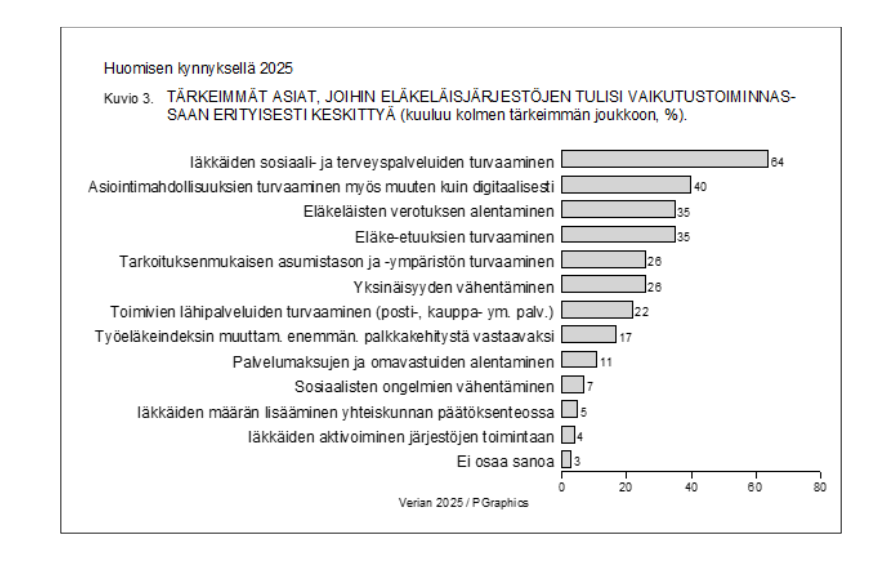 Huomisen kynnyksellä 2025
Kuvio 3. TÄRKEIMMÄT ASIAT, JOIHIN ELÄKELÄISJÄRJESTÖJEN TULISI VAIKUTUSTOIMINNAS-
SAAN ERITYISESTI KESKITTYÄ (kuuluu kolmen tärkeimmän joukkoon, %).
Iäkkäiden sosiaali- ja terveyspalveluiden turvaaminen 64
Asiointimahdollisuuksien turvaaminen myös muuten kuin digitaalisesti 40
Eläkeläisten verotuksen alentaminen 35
Eläke-etuuksien turvaaminen 35
Tarkoituksenmukaisen asumistason ja -ympäristön turvaaminen 26
Yksinäisyyden vähentäminen 26
Toimivien lähipalveluiden turvaaminen (posti-, kauppa- ym. palv.) 22
Työeläkeindeksin muuttam. enemmän. palkkakehitystä vastaavaksi 17
Palvelumaksujen ja omavastuiden alentaminen 11
Sosiaalisten ongelmien vähentäminen 7
Iäkkäiden määrän lisääminen yhteiskunnan päätöksenteossa 5
Iäkkäiden aktivoiminen järjestöjen toimintaan 4
Ei osaa sanoa 3
0 20 40 60 80
Verian 2025 / PGraphics